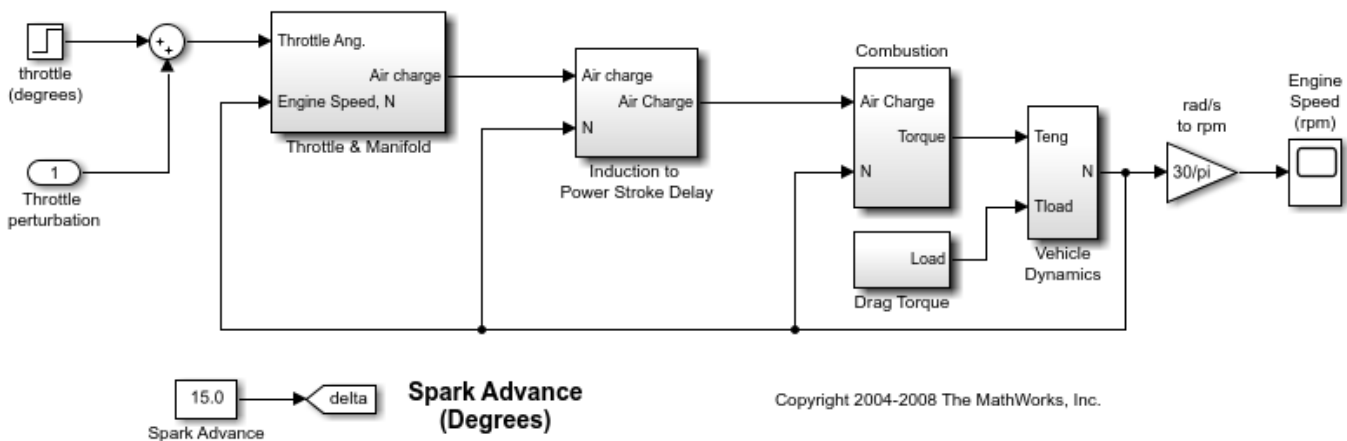 throttle
(degrees)
1
Throttle
perturbation
Throttle Ang.
Air charge
Engine Speed, N
Throttle & Manifold
Air charge
Air Charge
N
Induction to
Power Stroke Delay
Combustion
Air Charge
Torque
N
Load
Drag Torque
Teng
N
Tload
Vehicle
Dynamics
rad/s
to rpm
30/pi
Engine
Speed
(rpm)
15.0
Spark Advance
delta
Spark Advance
(Degrees)
Copyright 2004-2008 The MathWorks, Inc.